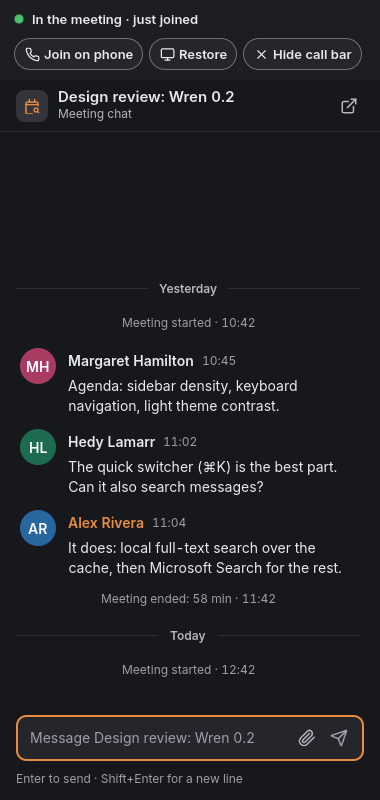 In the meeting · just joined
Join on phone
Restore
Hide call bar
Design review: Wren 0.2
Meeting chat
Yesterday
Meeting started · 10:42
MH
Margaret Hamilton 10:45
Agenda: sidebar density, keyboard
navigation, light theme contrast.
HL
Hedy Lamarr 11:02
The quick switcher (⌘K) is the best part.
Can it also search messages?
AR
Alex Rivera 11:04
It does: local full-text search over the
cache, then Microsoft Search for the rest.
Meeting ended: 58 min · 11:42
Today
Meeting started · 12:42
Message Design review: Wren 0.2
Enter to send · Shift+Enter for a new line